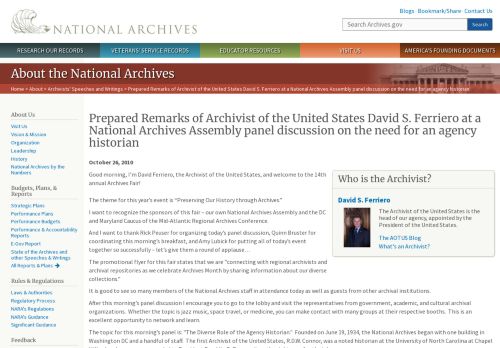 NATIONAL ARCHIVES
Blogs · Bookmark/Share · Contact Us
Search Archives.gov
Search
RESEARCH OUR RECORDS
VETERANS' SERVICE RECORDS
EDUCATOR RESOURCES
VISIT US
AMERICA'S FOUNDING DOCUMENTS
About the National Archives
Home > About > Archivists' Speeches and Writings > Prepared Remarks of Archivist of the United States David S. Ferriero at a National Archives Assembly panel discussion on the need for an agency historian
About Us
Visit Us
Vision & Mission
Organization
Leadership
History
National Archives by the
Numbers
Budgets, Plans, &
Reports
Strategic Plans
Performance Plans
Performance Budgets
Performance & Accountability
Reports
E-Gov Report
State of the Archives and
other Speeches & Writings
All Reports & Plans
Rules & Regulations
Laws & Authorities
Regulatory Process
NARA's Regulations
NARA's Guidance
Significant Guidance
Feedback
Prepared Remarks of Archivist of the United States David S. Ferriero at a
National Archives Assembly panel discussion on the need for an agency
historian
October 26, 2010
Good morning, I'm David Ferriero, the Archivist of the United States, and welcome to the 14th
annual Archives Fair!
The theme for this year's event is "Preserving Our History through Archives."
I want to recognize the sponsors of this fair – our own National Archives Assembly and the DC
and Maryland Caucus of the Mid-Atlantic Regional Archives Conference.
And I want to thank Rick Peuser for organizing today's panel discussion, Quinn Bruster for
coordinating this morning's breakfast, and Amy Lubick for putting all of today's event
together so successfully – let's give them a round of applause…
The promotional flyer for this fair states that we are "connecting with regional archivists and
archival repositories as we celebrate Archives Month by sharing information about our diverse
collections."
It is good to see so many members of the National Archives staff in attendance today as well as guests from other archival institutions.
After this morning's panel discussion I encourage you to go to the lobby and visit the representatives from government, academic, and cultural archival
organizations. Whether the topic is jazz music, space travel, or medicine, you can make contact with many groups at their respective booths. This is an
excellent opportunity to network and learn.
The topic for this morning's panel is: "The Diverse Role of the Agency Historian." Founded on June 19, 1934, the National Archives began with one building in
Washington DC and a handful of staff. The first Archivist of the United States, R.D.W. Connor, was a noted historian at the University of North Carolina at Chapel
Who is the Archivist?
David S. Ferriero
The Archivist of the United States is the
head of our agency, appointed by the
President of the United States.
The AOTUS Blog
What's an Archivist?